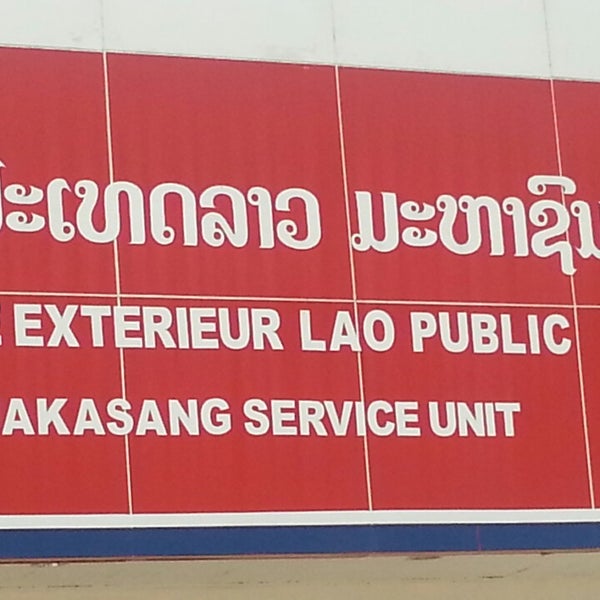 ປະເທດລາວ ມະຫາຊົນ
E EXTERIEUR LAO PUBLIC
AKASANG SERVICE UNIT